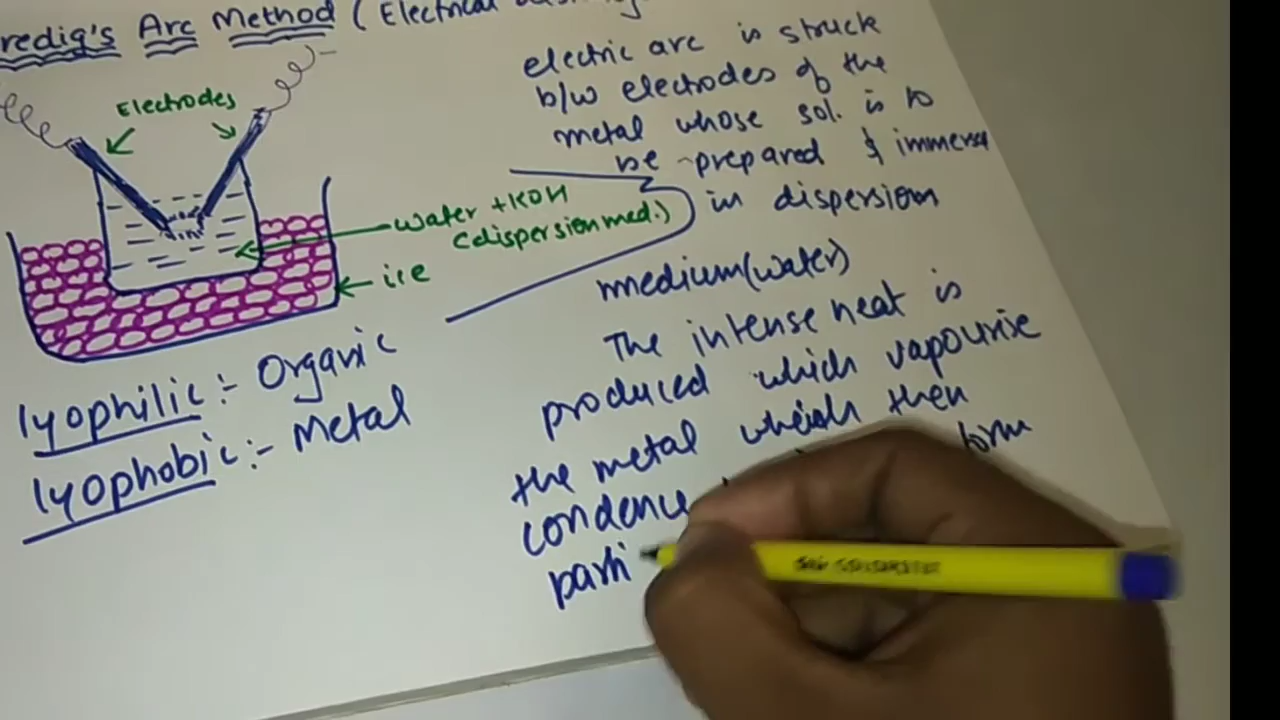 redig's Arc Method (Electrical
Electrodes
Water + KOH
(dispersion med.)
ice
lyophilic :- Organic
lyophobic :- Metal
electric arc is struck
b/w electrodes of the
metal whose sol. is to
be prepared & immerse
in dispersion
medium(water)
The intense heat is
produced which vapourise
the metal which then
condence form
parti